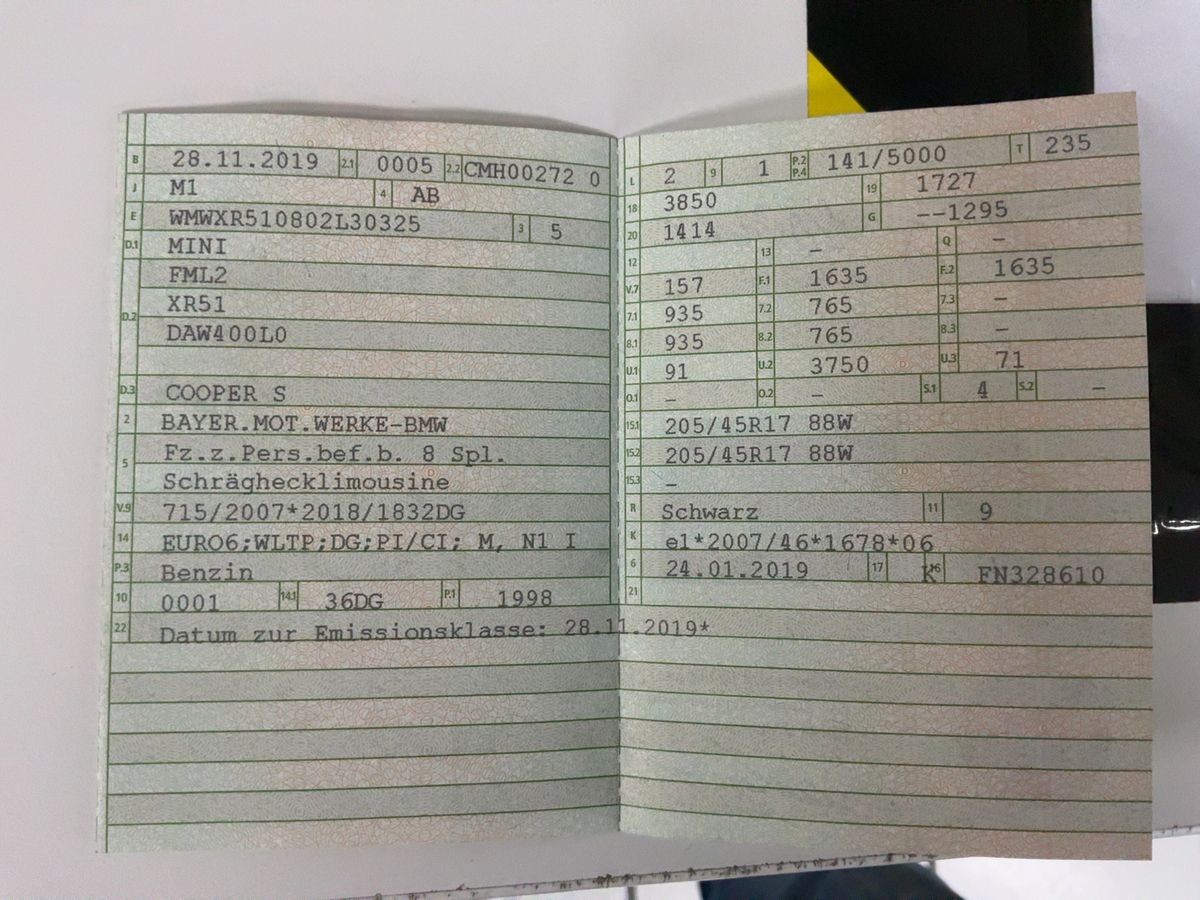 B 28.11.2019 2.1 0005 2.2 CMH00272 0
J M1 4 AB
E WMWXR510802L30325 3 5
D.1 MINI
FML2
D.2 XR51
DAW400L0
D.3 COOPER S
2 BAYER.MOT.WERKE-BMW
5 Fz.z.Pers.bef.b. 8 Spl.
Schräghecklimousine
V.9 715/2007*2018/1832DG
14 EURO6;WLTP;DG;PI/CI; M, N1 I
P.3 Benzin
10 0001 14.1 36DG P.1 1998
22 Datum zur Emissionsklasse: 28.11.2019*
L 2 9 1 P.2 P.4 141/5000 T 235
18 3850 19 1727
20 1414 G --1295
12 13 – Q –
V.7 157 F.1 1635 F.2 1635
7.1 935 7.2 765 7.3 –
8.1 935 8.2 765 8.3 –
U.1 91 U.2 3750 U.3 71
O.1 – O.2 – S.1 4 S.2 –
15.1 205/45R17 88W
15.2 205/45R17 88W
15.3 –
R Schwarz 11 9
K e1*2007/46*1678*06
6 24.01.2019 17 K 16 FN328610
21